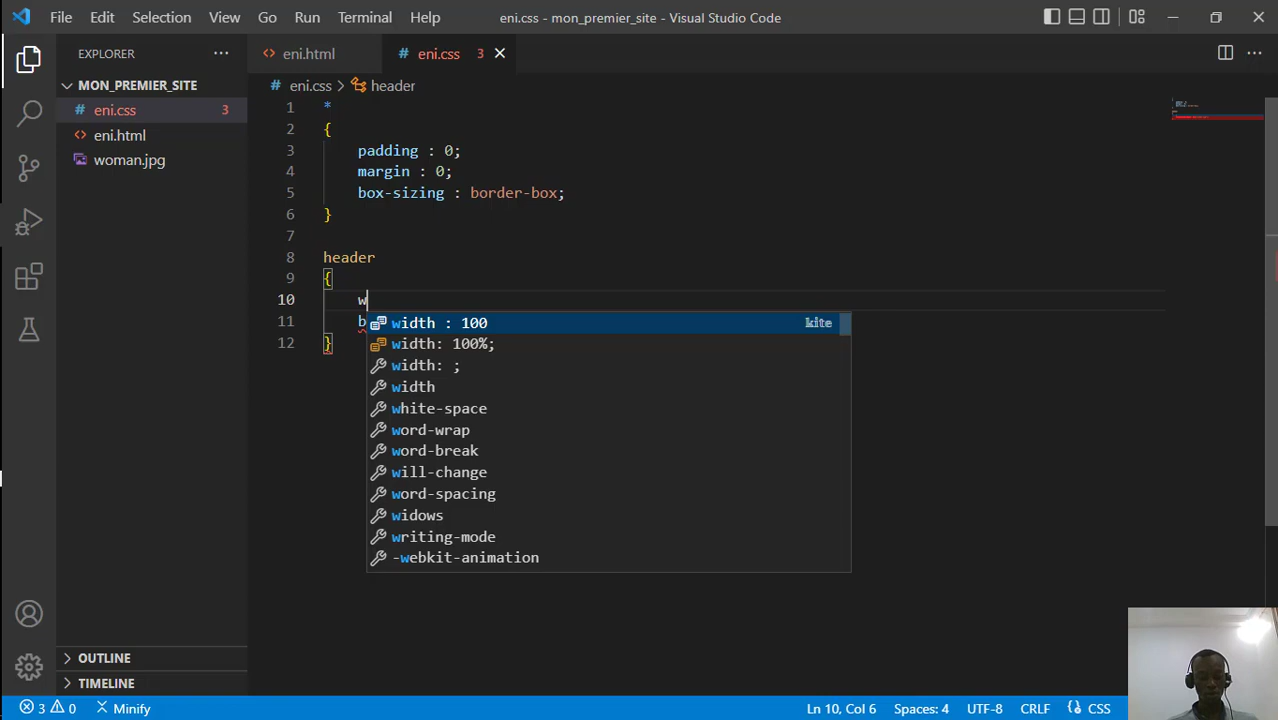 File Edit Selection View Go Run Terminal Help
eni.css - mon_premier_site - Visual Studio Code
EXPLORER
MON_PREMIER_SITE
# eni.css 3
<> eni.html
woman.jpg
OUTLINE
TIMELINE
<> eni.html # eni.css 3
# eni.css > header
1 *
2 {
3 padding : 0;
4 margin : 0;
5 box-sizing : border-box;
6 }
7
8 header
9 {
10 w
11 b
12 }
width : 100 kite
width: 100%;
width: ;
width
white-space
word-wrap
word-break
will-change
word-spacing
widows
writing-mode
-webkit-animation
3 0 Minify Ln 10, Col 6 Spaces: 4 UTF-8 CRLF {} CSS